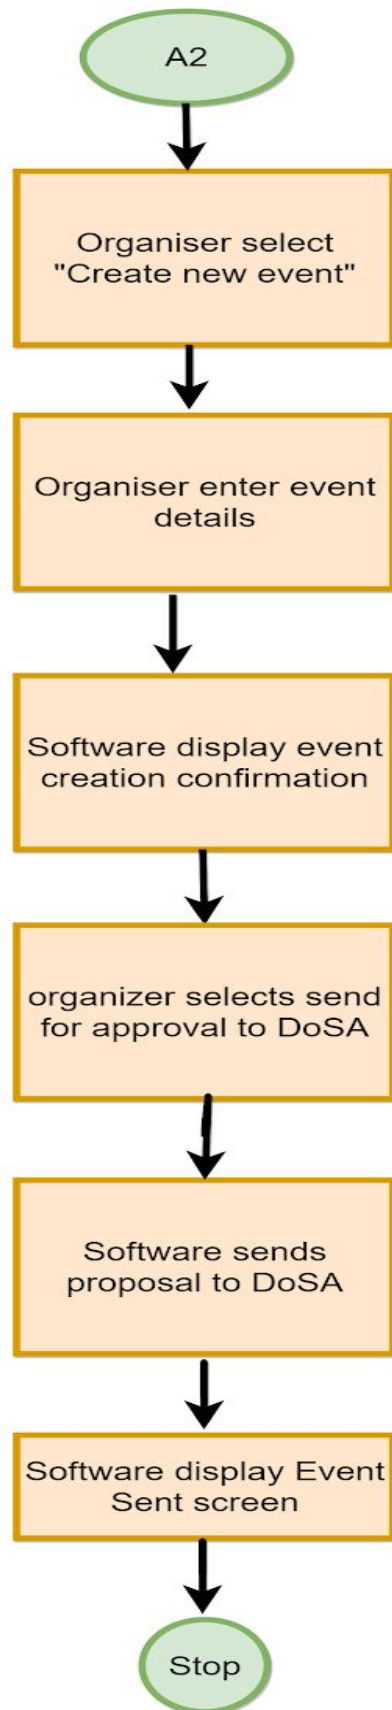 A2
Organiser select
"Create new event"
Organiser enter event
details
Software display event
creation confirmation
organizer selects send
for approval to DoSA
Software sends
proposal to DoSA
Software display Event
Sent screen
Stop